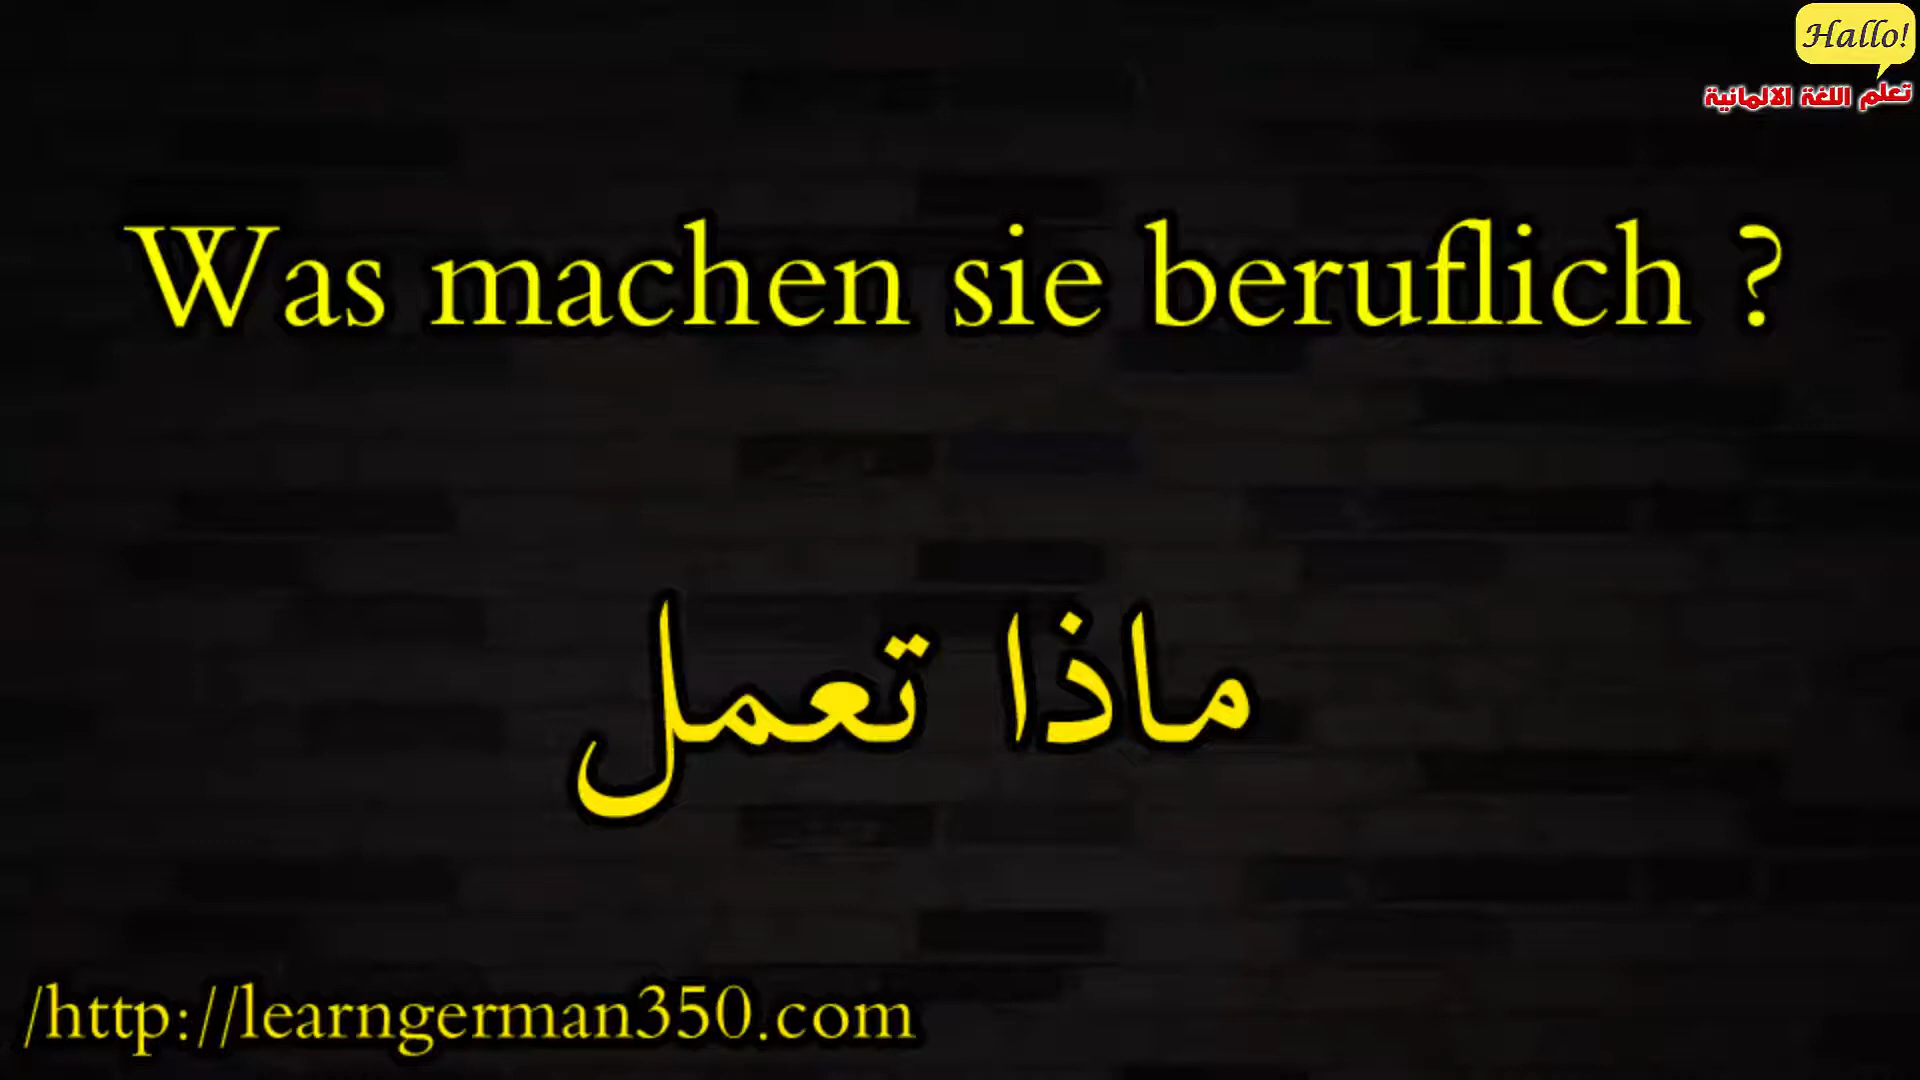 Hallo!
تعلم اللغة الالمانية
Was machen sie beruflich ?
ماذا تعمل
/http://learngerman350.com